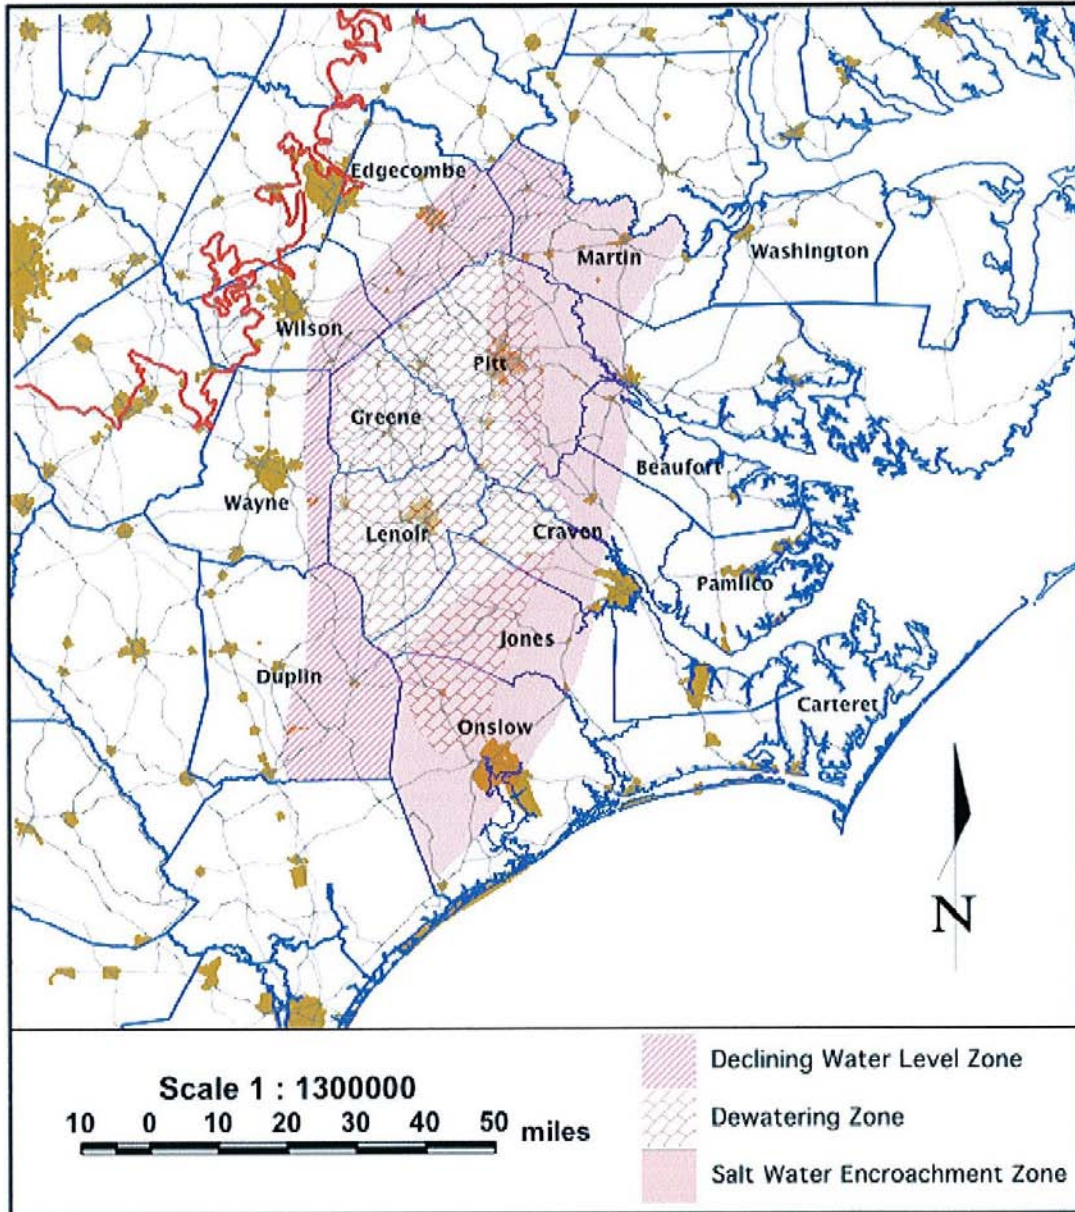 Edgecombe
Martin
Washington
Wilson
Pitt
Greene
Beaufort
Wayne
Lenoir
Craven
Pamlico
Jones
Duplin
Carteret
Onslow
N
Scale 1 : 1300000
10 0 10 20 30 40 50 miles
Declining Water Level Zone
Dewatering Zone
Salt Water Encroachment Zone